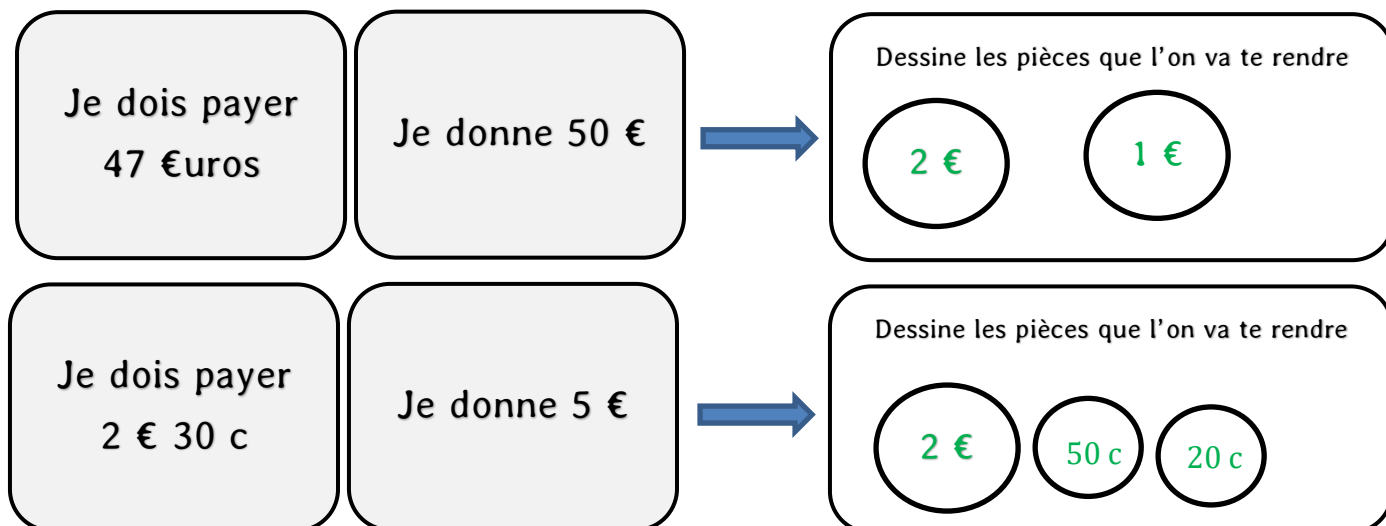 Je dois payer
47 €uros
Je donne 50 €
Dessine les pièces que l'on va te rendre
2 €
1 €
Je dois payer
2 € 30 c
Je donne 5 €
Dessine les pièces que l'on va te rendre
2 €
50 c
20 c